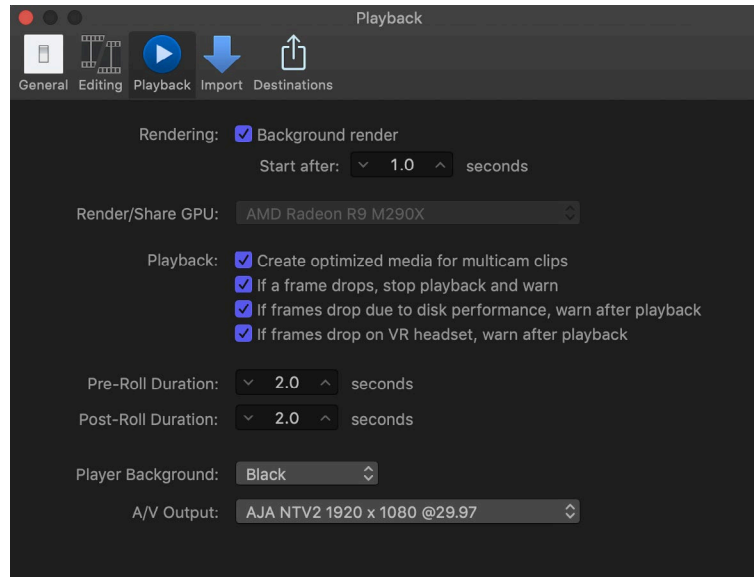 Playback
General Editing Playback Import Destinations
Rendering: Background render
Start after: 1.0 seconds
Render/Share GPU: AMD Radeon R9 M290X
Playback: Create optimized media for multicam clips
If a frame drops, stop playback and warn
If frames drop due to disk performance, warn after playback
If frames drop on VR headset, warn after playback
Pre-Roll Duration: 2.0 seconds
Post-Roll Duration: 2.0 seconds
Player Background: Black
A/V Output: AJA NTV2 1920 x 1080 @29.97